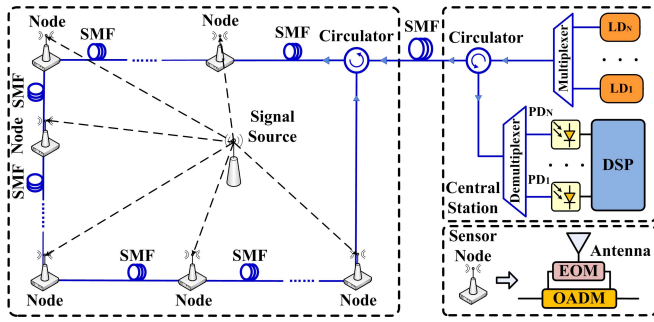 Node
Node
SMF
SMF
Circulator
SMF
Circulator
Multiplexer
LDN
LD1
SMF
Node
SMF
Signal
Source
Demultiplexer
PDN
PD1
DSP
Central
Station
SMF
SMF
Node
Node
Node
Sensor
Node
Antenna
EOM
OADM